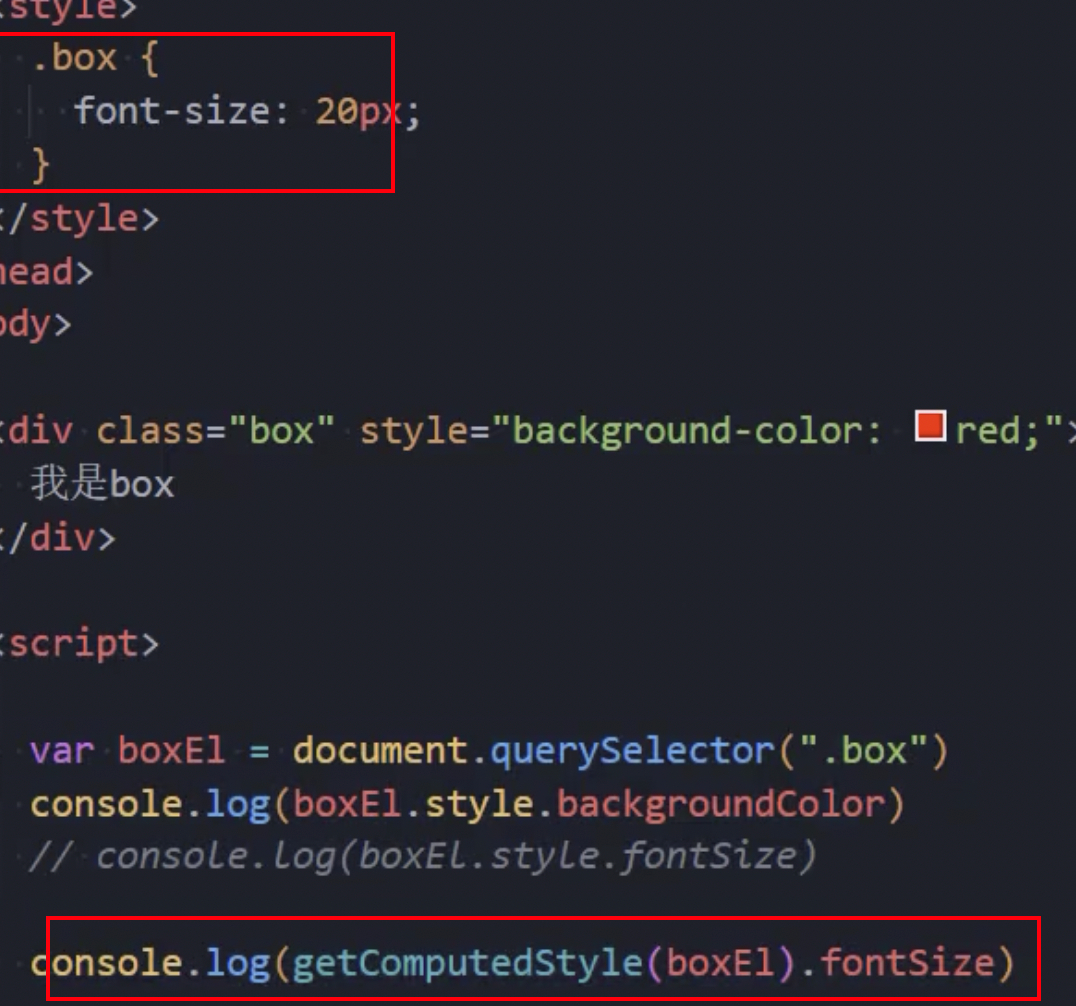 <style>
.box {
font-size: 20px;
}
</style>
head>
ody>
<div class="box" style="background-color: red;">
我是box
</div>
<script>
var boxEl = document.querySelector(".box")
console.log(boxEl.style.backgroundColor)
// console.log(boxEl.style.fontSize)
console.log(getComputedStyle(boxEl).fontSize)